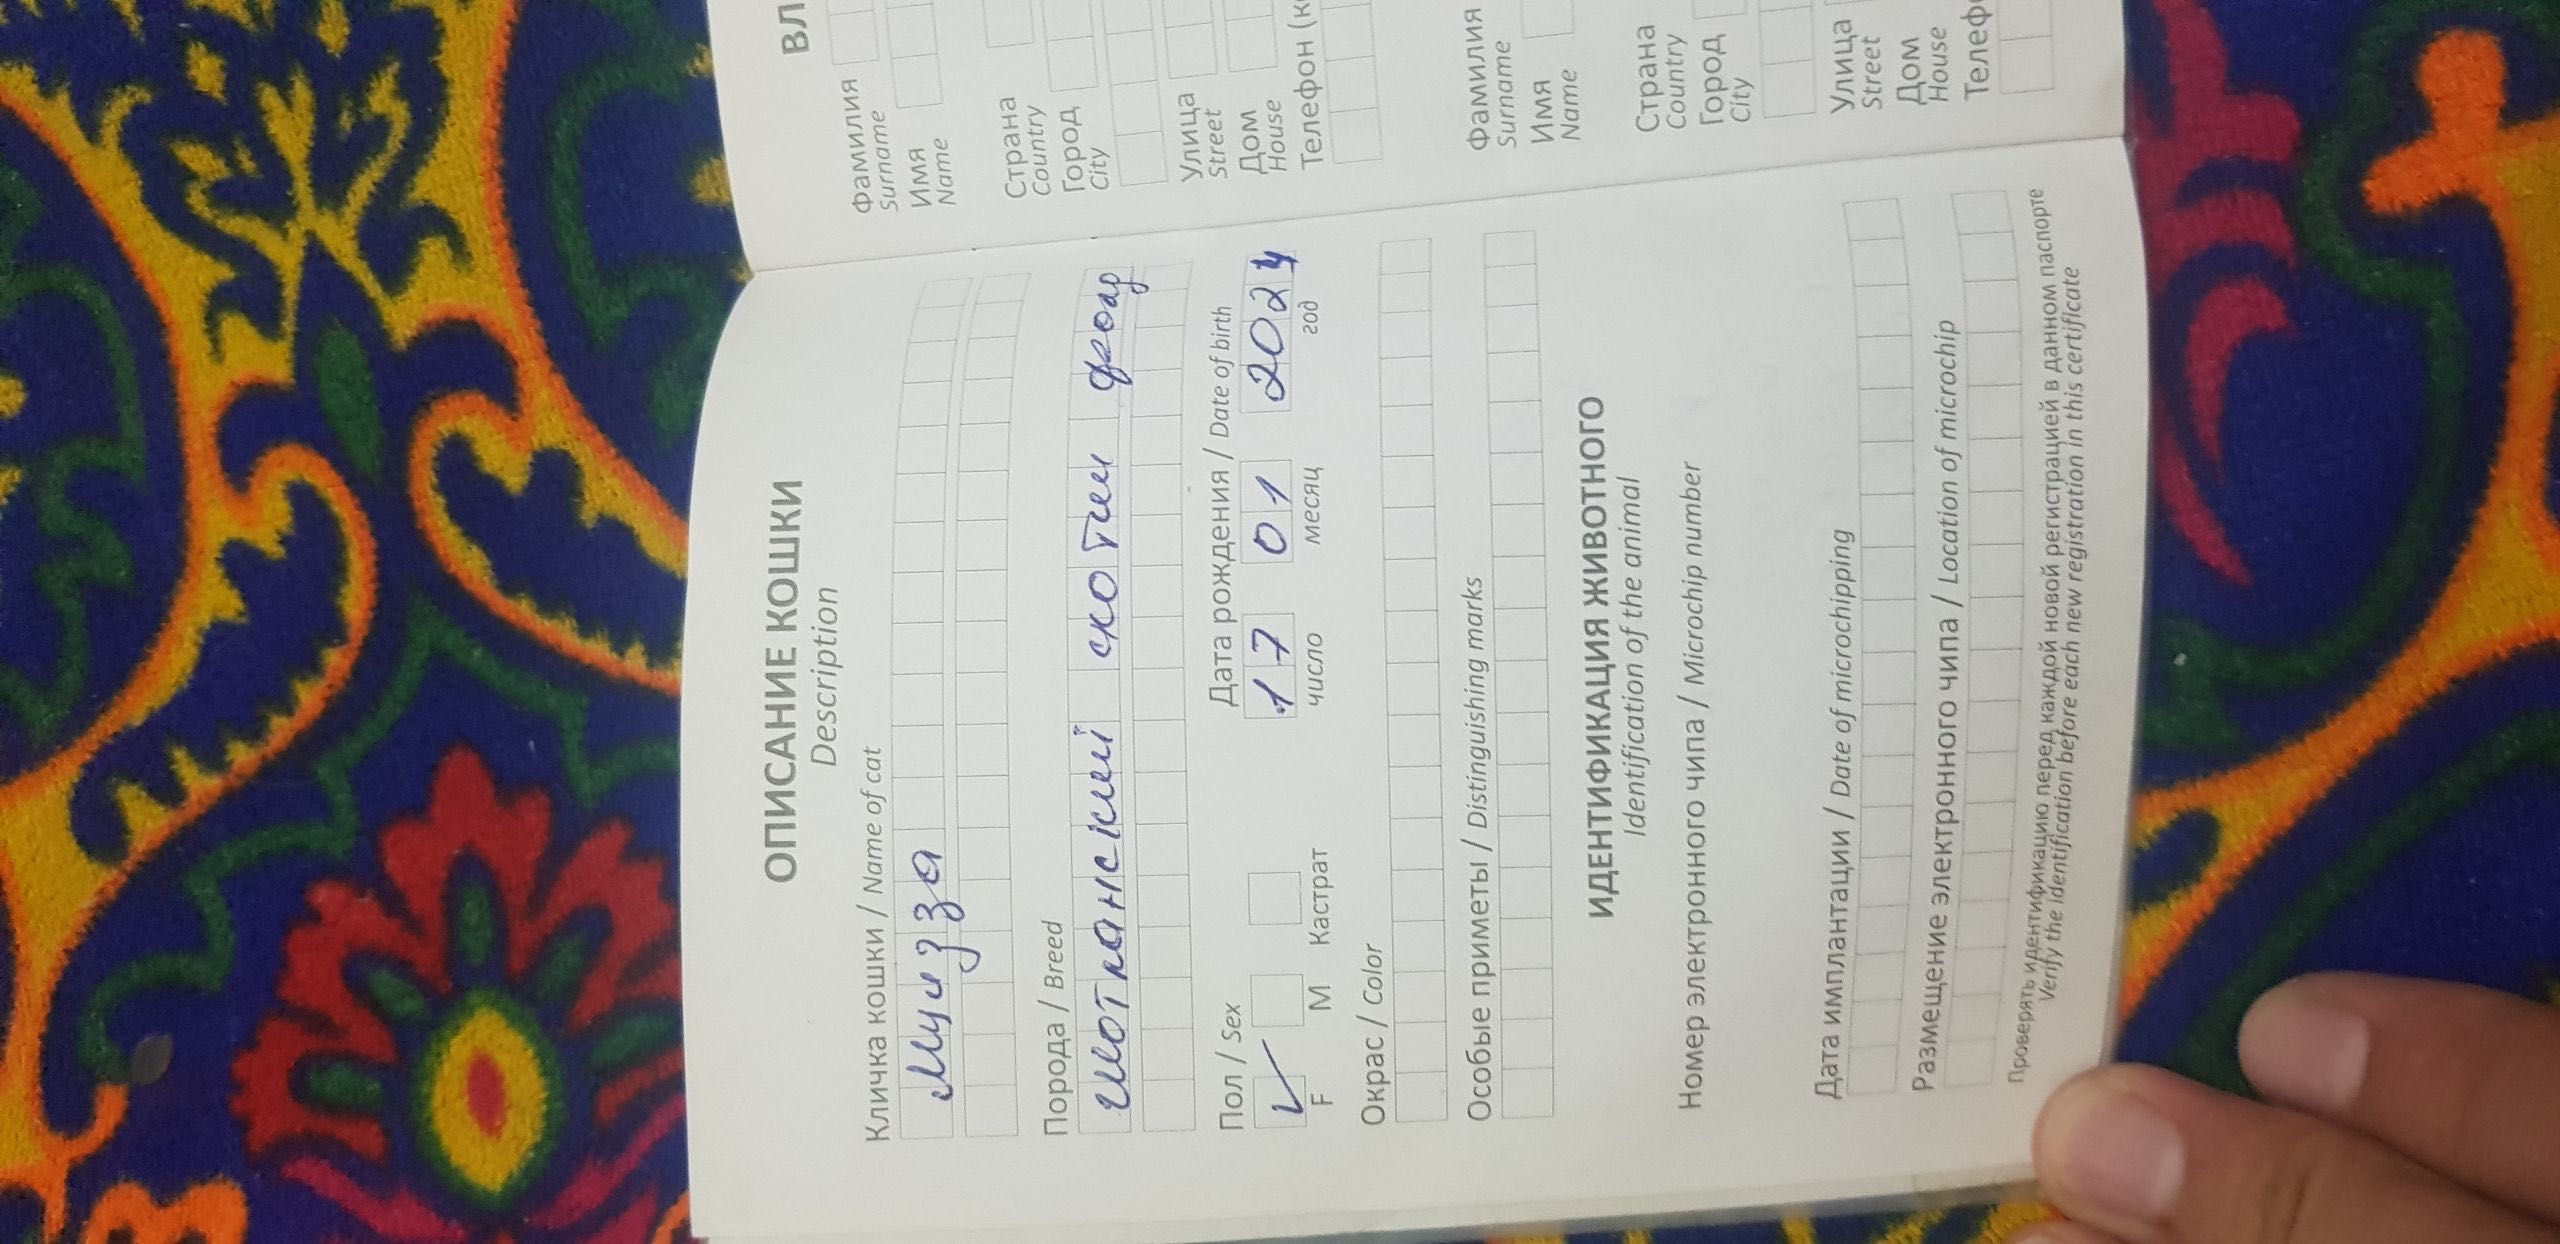 ОПИСАНИЕ КОШКИ
Description
Кличка кошки / Name of cat
Муизза
Порода / Breed
шотланский скотиш фолд
Пол / Sex
Дата рождения / Date of birth
F
М
Кастрат
17 01 2024
число
месяц
год
Окрас / Color
Особые приметы / Distinguishing marks
ИДЕНТИФИКАЦИЯ ЖИВОТНОГО
Identification of the animal
Номер электронного чипа / Microchip number
Дата имплантации / Date of microchipping
Размещение электронного чипа / Location of microchip
Проверять идентификацию перед каждой новой регистрацией в данном паспорте
Verify the identification before each new registration in this certificate
ВЛ
Фамилия
Surname
Имя
Name
Страна
Country
Город
City
Улица
Street
Дом
House
Телефон (к
Фамилия
Surname
Имя
Name
Страна
Country
Город
City
Улица
Street
Дом
House
Телеф